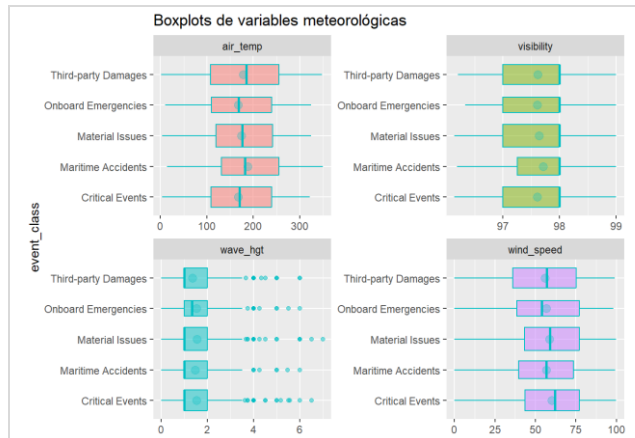 Boxplots de variables meteorológicas
air_temp
visibility
Third-party Damages
Onboard Emergencies
Material Issues
Maritime Accidents
Critical Events
Third-party Damages
Onboard Emergencies
Material Issues
Maritime Accidents
Critical Events
100 200 300
97 98 99
event_class
wave_hgt
wind_speed
Third-party Damages
Onboard Emergencies
Material Issues
Maritime Accidents
Critical Events
Third-party Damages
Onboard Emergencies
Material Issues
Maritime Accidents
Critical Events
0 2 4 6
0 25 50 75 100